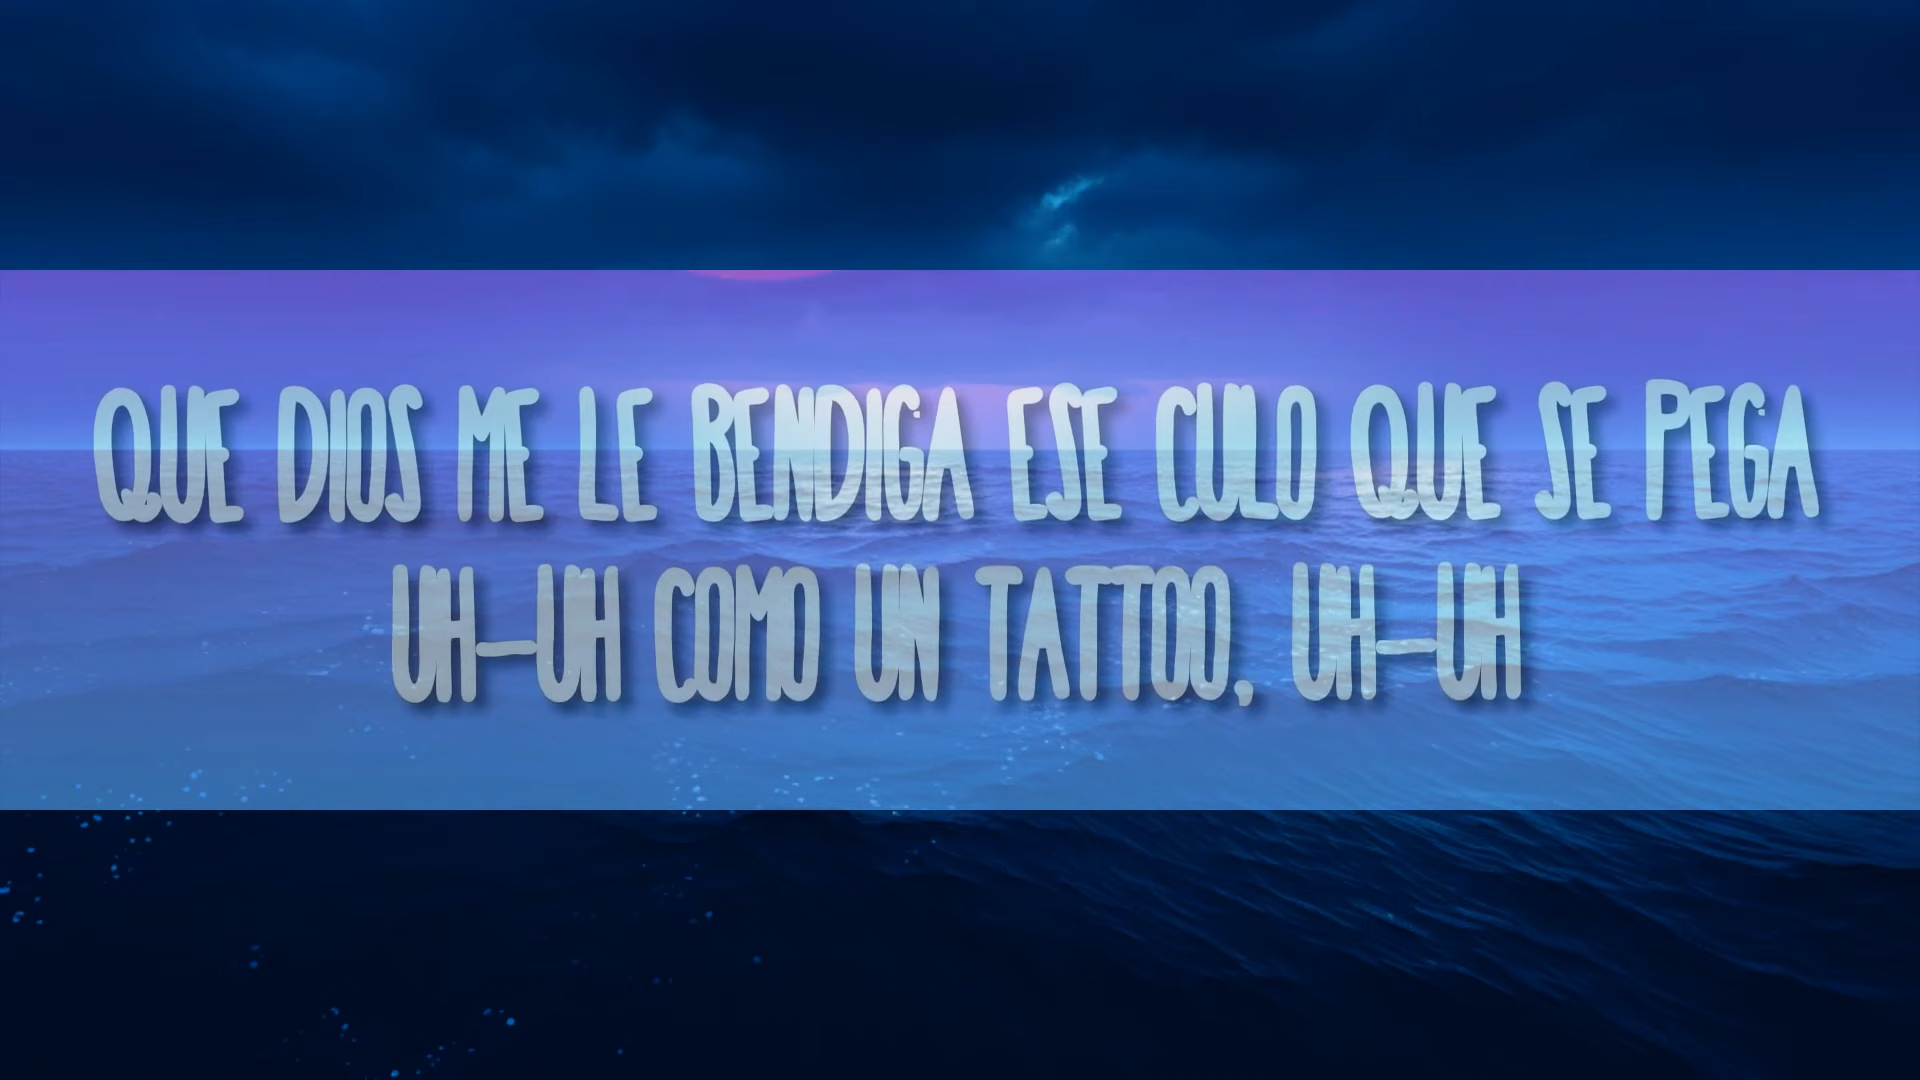 QUE DIOS ME LE BENDIGA ESE CULO QUE SE PEGA
UH-UH COMO UN TATTOO, UH-UH